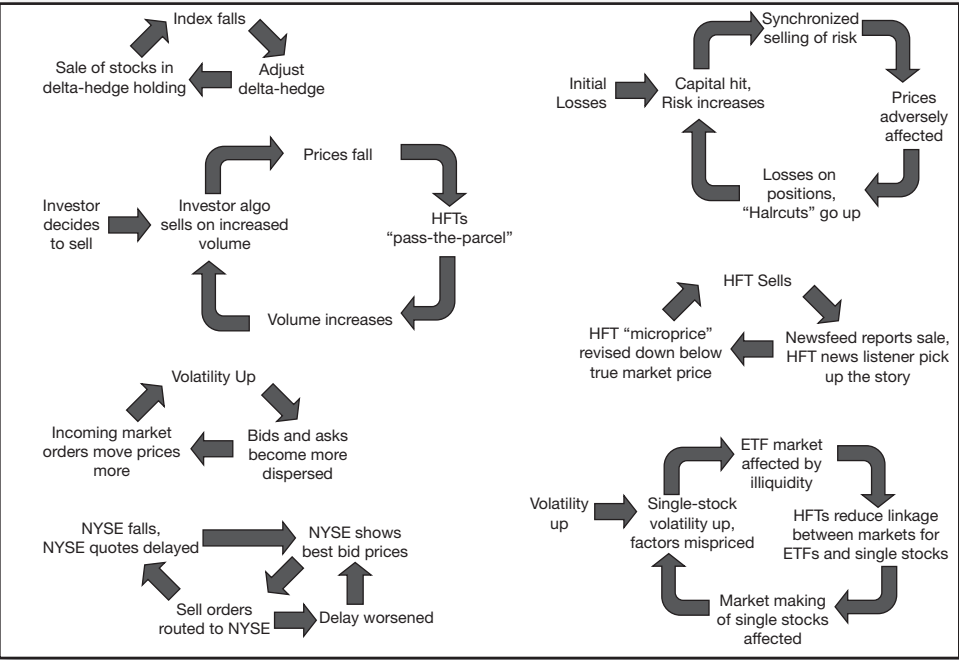 Index falls
Adjust
delta-hedge
Sale of stocks in
delta-hedge holding
Investor
decides
to sell
Investor algo
sells on increased
volume
Prices fall
HFTs
“pass-the-parcel”
Volume increases
Volatility Up
Bids and asks
become more
dispersed
Incoming market
orders move prices
more
NYSE falls,
NYSE quotes delayed
NYSE shows
best bid prices
Sell orders
routed to NYSE
Delay worsened
Initial
Losses
Capital hit,
Risk increases
Synchronized
selling of risk
Prices
adversely
affected
Losses on
positions,
“Halrcuts” go up
HFT Sells
Newsfeed reports sale,
HFT news listener pick
up the story
HFT “microprice”
revised down below
true market price
Volatility
up
Single-stock
volatility up,
factors mispriced
ETF market
affected by
illiquidity
HFTs reduce linkage
between markets for
ETFs and single stocks
Market making
of single stocks
affected